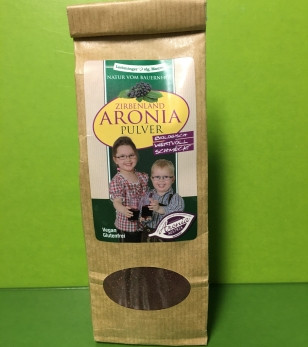 NATUR VOM BAUERNHOF
ZIRBENLAND
ARONIA
PULVER
BIOLOGISCH
WERTVOLL
SCHMECKT
Vegan
Glutenfrei